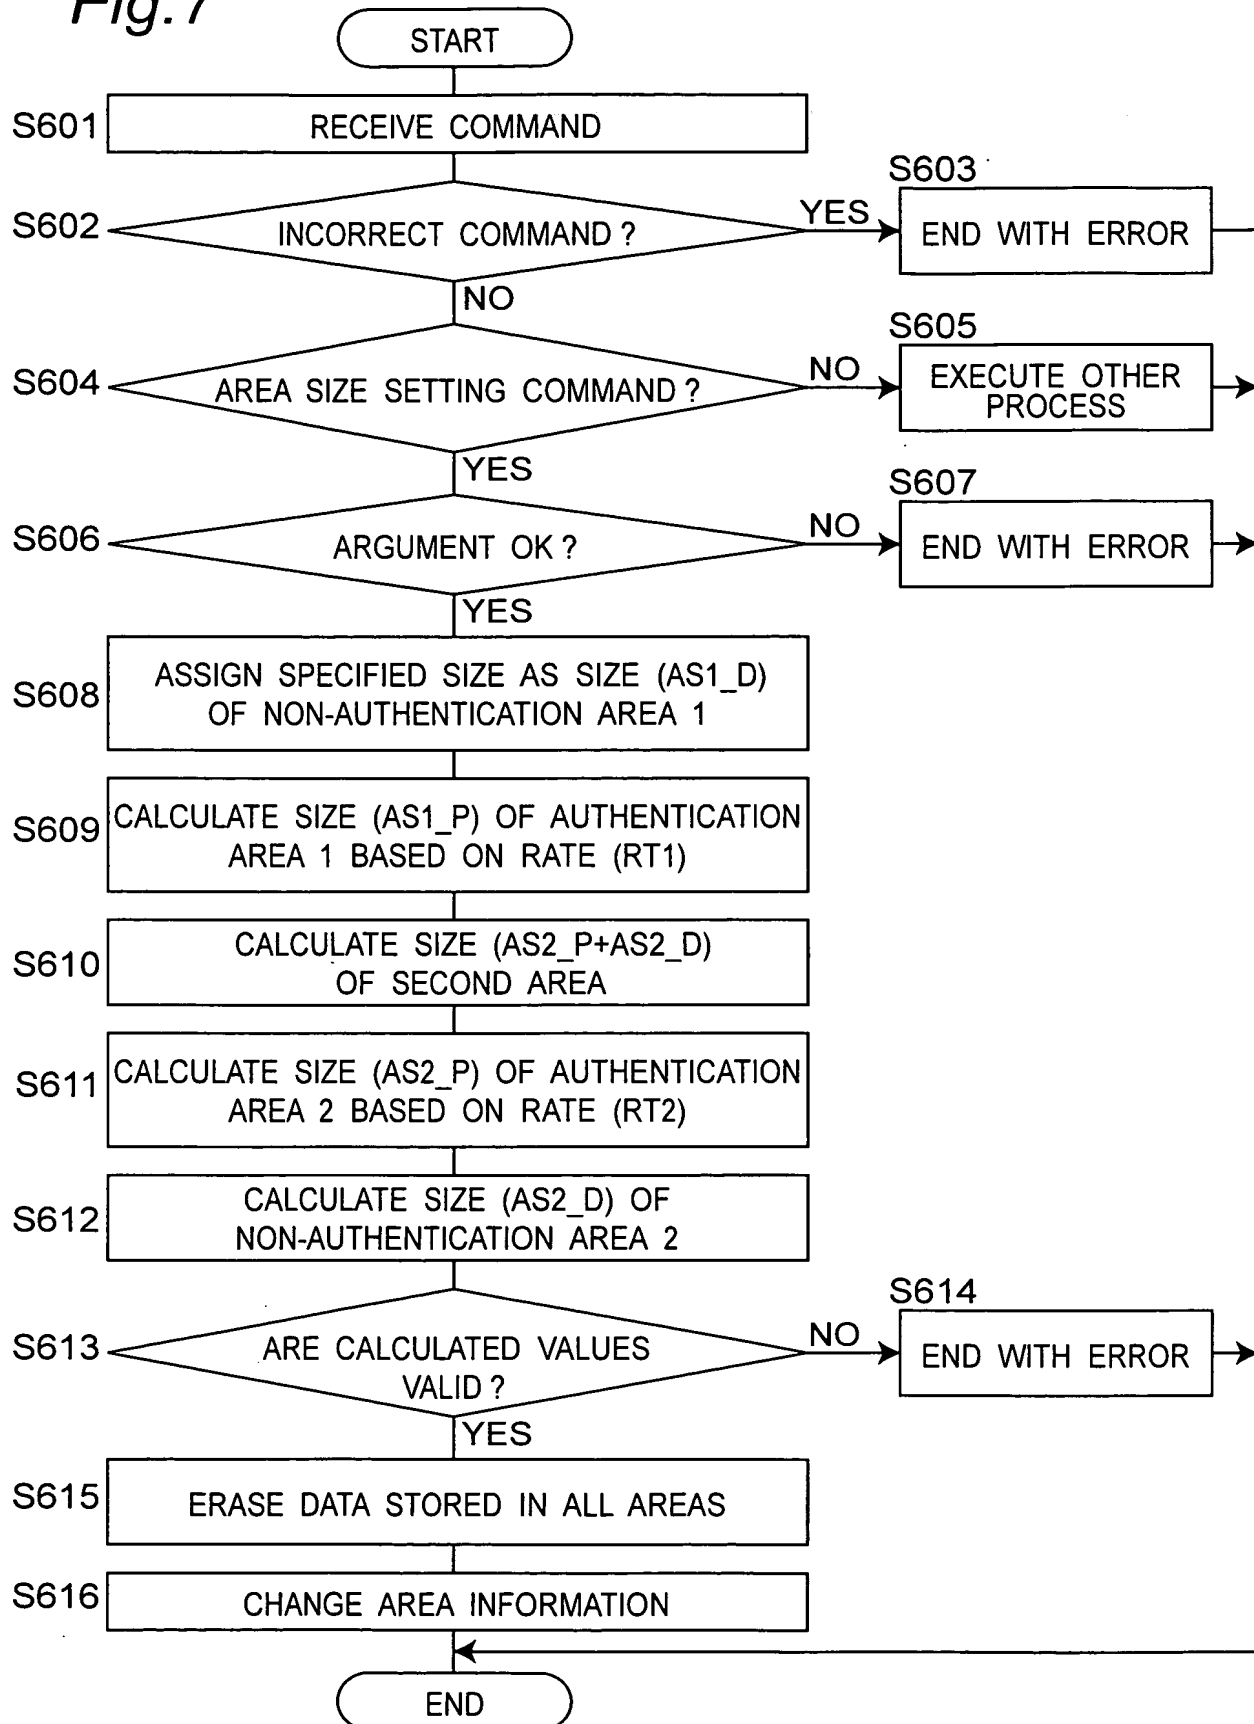 Fig.7
START
S601
RECEIVE COMMAND
S602
INCORRECT COMMAND?
YES
S603
END WITH ERROR
NO
S604
AREA SIZE SETTING COMMAND?
NO
S605
EXECUTE OTHER
PROCESS
YES
S606
ARGUMENT OK?
NO
S607
END WITH ERROR
YES
S608
ASSIGN SPECIFIED SIZE AS SIZE (AS1_D)
OF NON-AUTHENTICATION AREA 1
S609
CALCULATE SIZE (AS1_P) OF AUTHENTICATION
AREA 1 BASED ON RATE (RT1)
S610
CALCULATE SIZE (AS2_P+AS2_D)
OF SECOND AREA
S611
CALCULATE SIZE (AS2_P) OF AUTHENTICATION
AREA 2 BASED ON RATE (RT2)
S612
CALCULATE SIZE (AS2_D) OF
NON-AUTHENTICATION AREA 2
S613
ARE CALCULATED VALUES
VALID?
NO
S614
END WITH ERROR
YES
S615
ERASE DATA STORED IN ALL AREAS
S616
CHANGE AREA INFORMATION
END